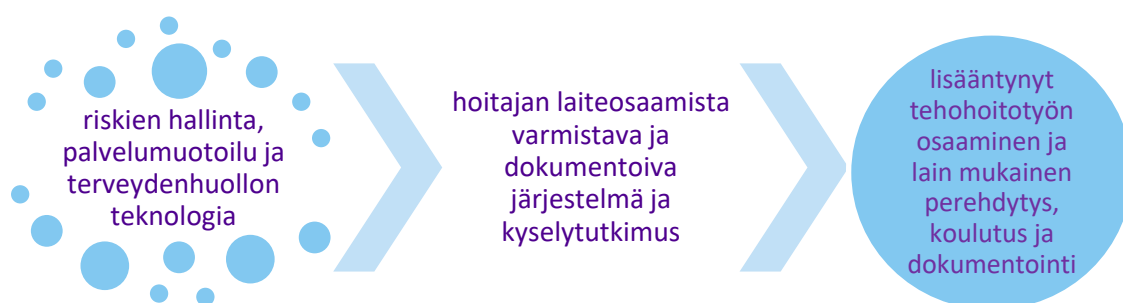 riskien hallinta,
palvelumuotoilu ja
terveydenhuollon
teknologia
hoitajan laiteosaamista
varmistava ja
dokumentoiva
järjestelmä ja
kyselytutkimus
lisääntynyt
tehohoitotyön
osaaminen ja
lain mukainen
perehdytys,
koulutus ja
dokumentointi